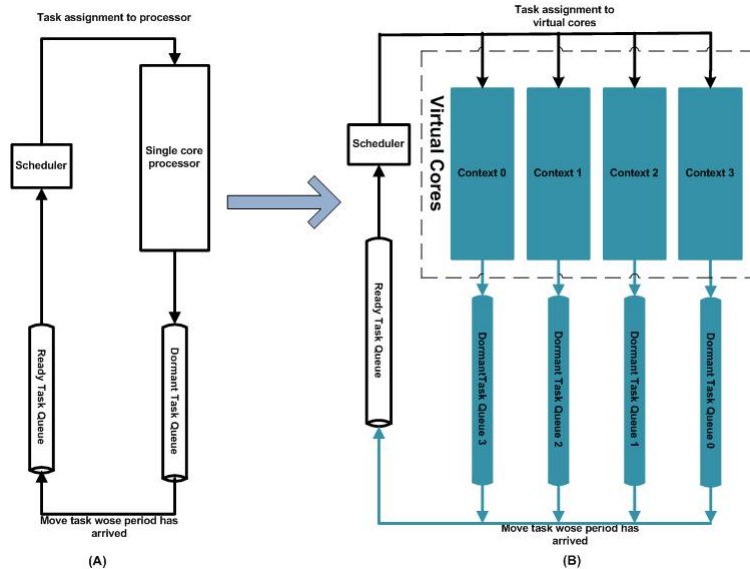 Task assignment to processor
Scheduler
Single core
processor
Ready Task Queue
Dormant Task Queue
Move task wose period has
arrived
(A)
Task assignment to
virtual cores
Virtual Cores
Scheduler
Context 0
Context 1
Context 2
Context 3
Ready Task Queue
DormantTask Queue 3
Dormant Task Queue 2
Dormant Task Queue 1
Dormant Task Queue 0
Move task wose period has
arrived
(B)